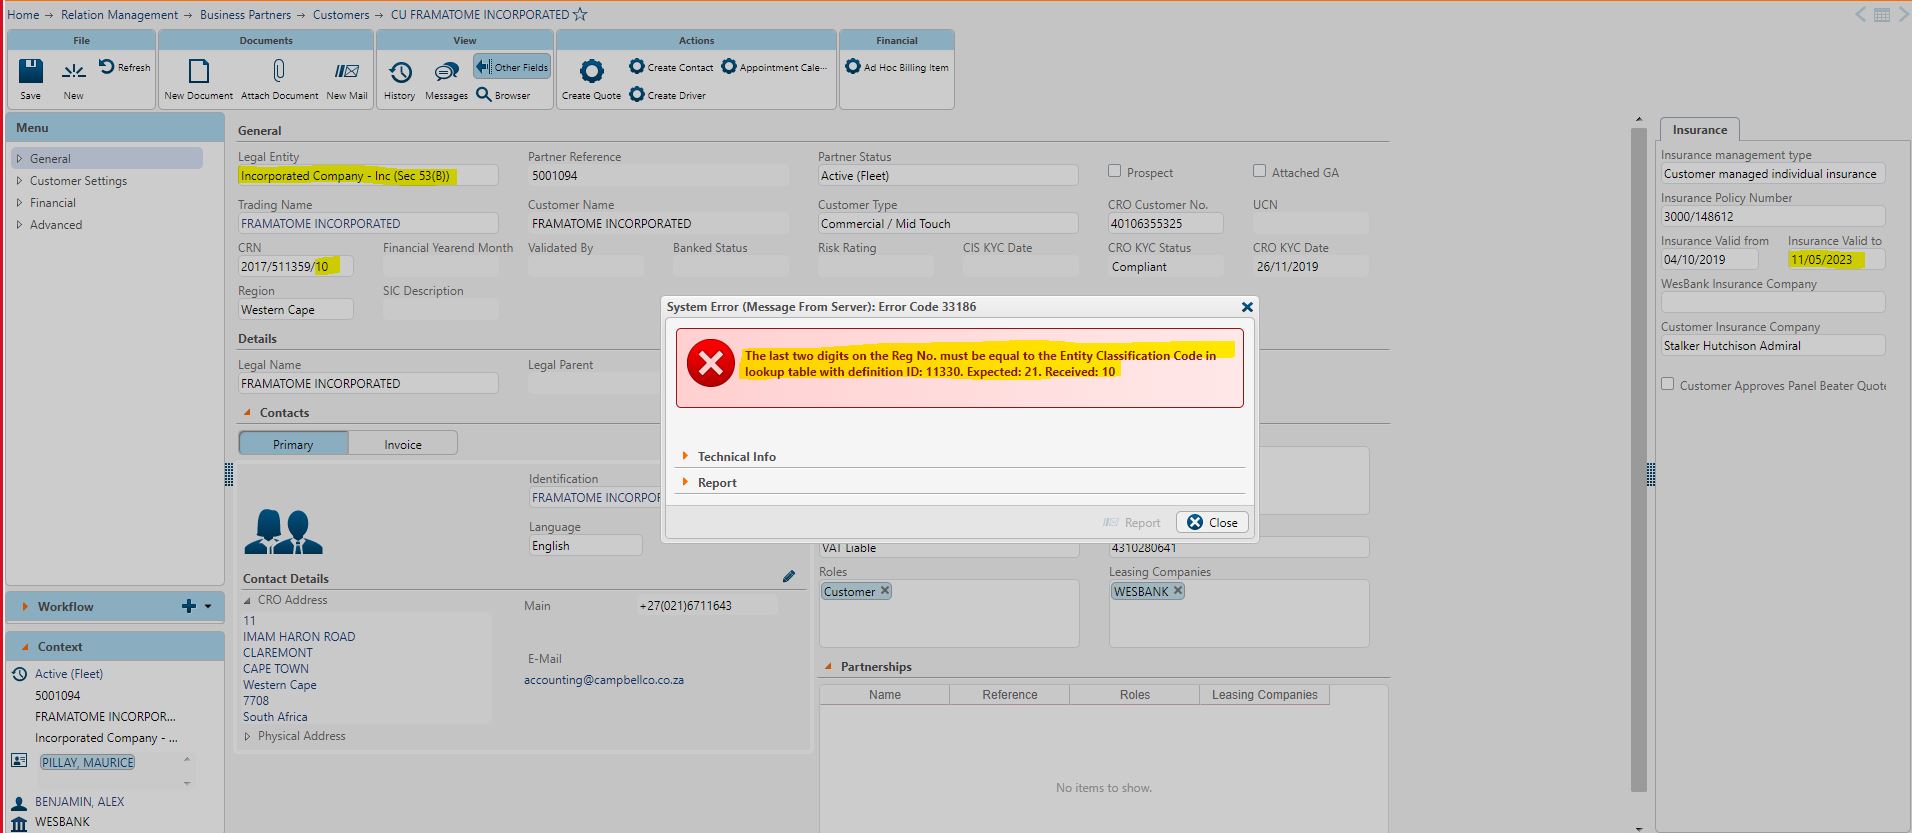 Home → Relation Management → Business Partners → Customers → CU FRAMATOME INCORPORATED
File
Documents
View
Actions
Financial
Save
New
Refresh
New Document
Attach Document
New Mail
History
Messages
Other Fields
Browser
Create Quote
Create Contact
Appointment Cale...
Create Driver
Ad Hoc Billing Item
Menu
General
Customer Settings
Financial
Advanced
Workflow
Context
Active (Fleet)
5001094
FRAMATOME INCORPOR...
Incorporated Company - ...
PILLAY, MAURICE
BENJAMIN, ALEX
WESBANK
General
Legal Entity
Partner Reference
Partner Status
Incorporated Company - Inc (Sec 53(B))
5001094
Active (Fleet)
Prospect
Attached GA
Trading Name
Customer Name
Customer Type
CRO Customer No.
UCN
FRAMATOME INCORPORATED
FRAMATOME INCORPORATED
Commercial / Mid Touch
40106355325
CRN
Financial Yearend Month
Validated By
Banked Status
Risk Rating
CIS KYC Date
CRO KYC Status
CRO KYC Date
2017/511359/10
Compliant
26/11/2019
Region
SIC Description
Western Cape
Details
Legal Name
Legal Parent
FRAMATOME INCORPORATED
Contacts
Primary
Invoice
Identification
FRAMATOME INCORPOR
Language
English
Contact Details
CRO Address
11
IMAM HARON ROAD
CLAREMONT
CAPE TOWN
Western Cape
7708
South Africa
Physical Address
Main
+27(021)6711643
E-Mail
accounting@campbellco.co.za
System Error (Message From Server): Error Code 33186
The last two digits on the Reg No. must be equal to the Entity Classification Code in
lookup table with definition ID: 11330. Expected: 21. Received: 10
Technical Info
Report
Report
Close
VAT Liable
4310280641
Roles
Leasing Companies
Customer
WESBANK
Partnerships
Name
Reference
Roles
Leasing Companies
No items to show.
Insurance
Insurance management type
Customer managed individual insurance
Insurance Policy Number
3000/148612
Insurance Valid from
Insurance Valid to
04/10/2019
11/05/2023
WesBank Insurance Company
Customer Insurance Company
Stalker Hutchison Admiral
Customer Approves Panel Beater Quote